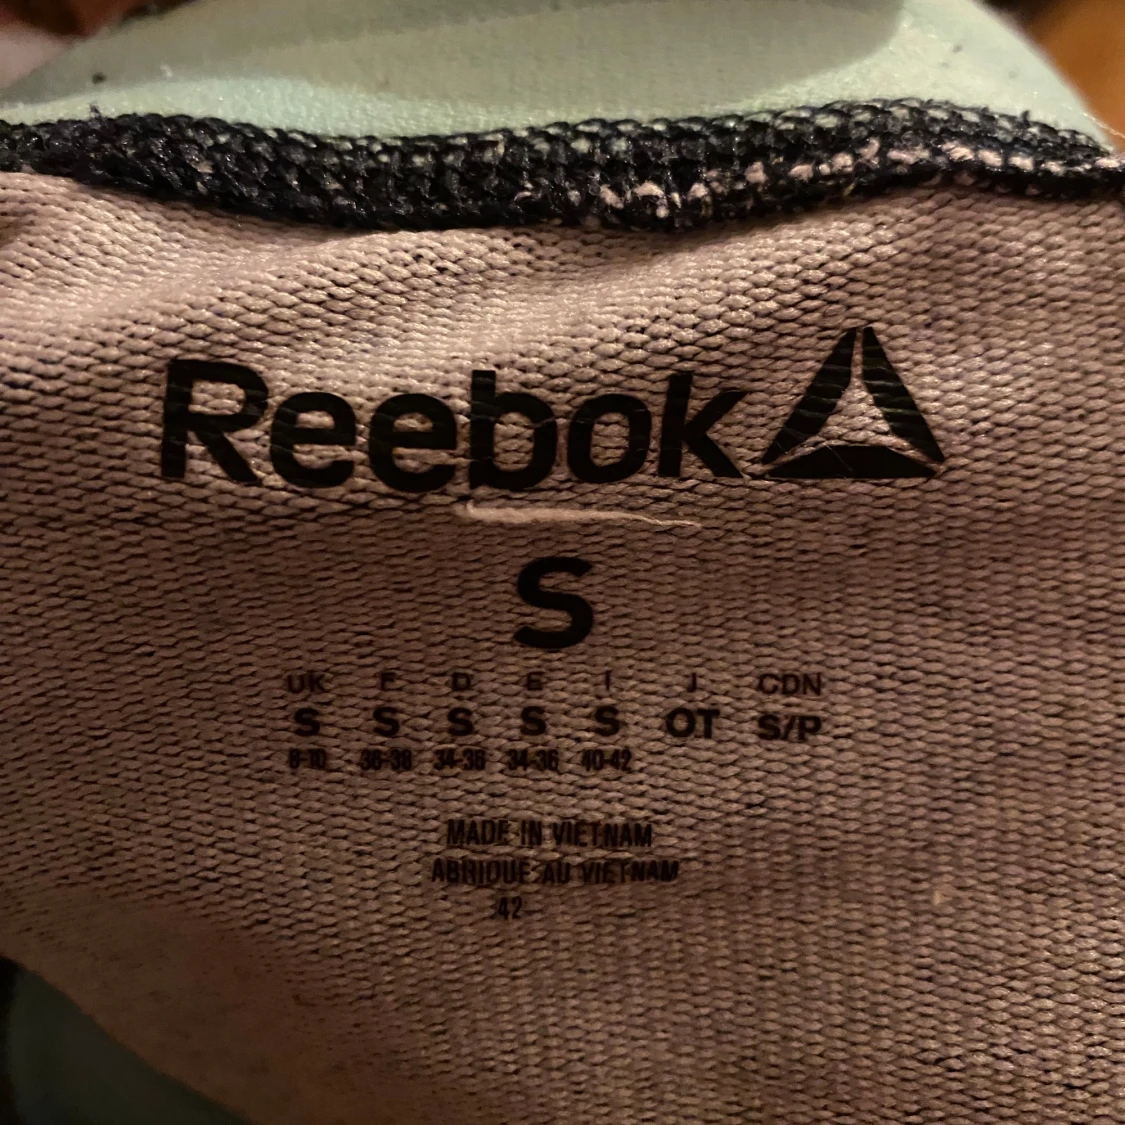 Reebok
S
UK F D E I J CDN
S S S S S OT S/P
8-10 36-38 34-36 34-36 40-42
MADE IN VIETNAM
ABRIQUE AU VIETNAM
42